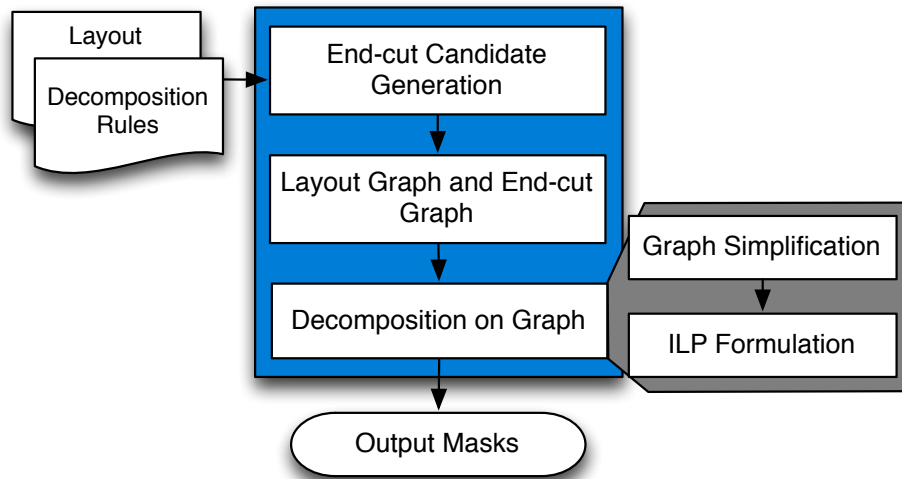 Layout
Decomposition
Rules
End-cut Candidate
Generation
Layout Graph and End-cut
Graph
Decomposition on Graph
Graph Simplification
ILP Formulation
Output Masks